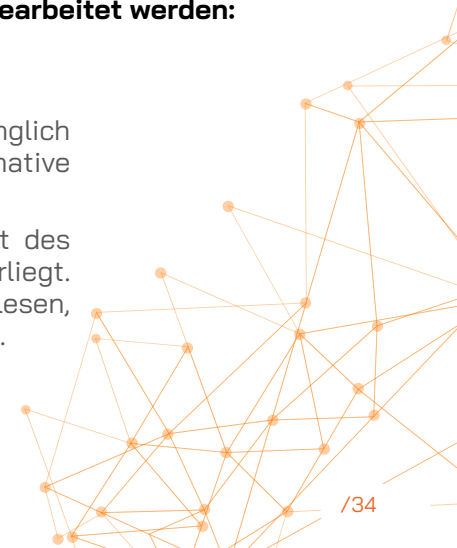 earbeitet werden:
nglich
native
t des
rliegt.
lesen,
.
/34